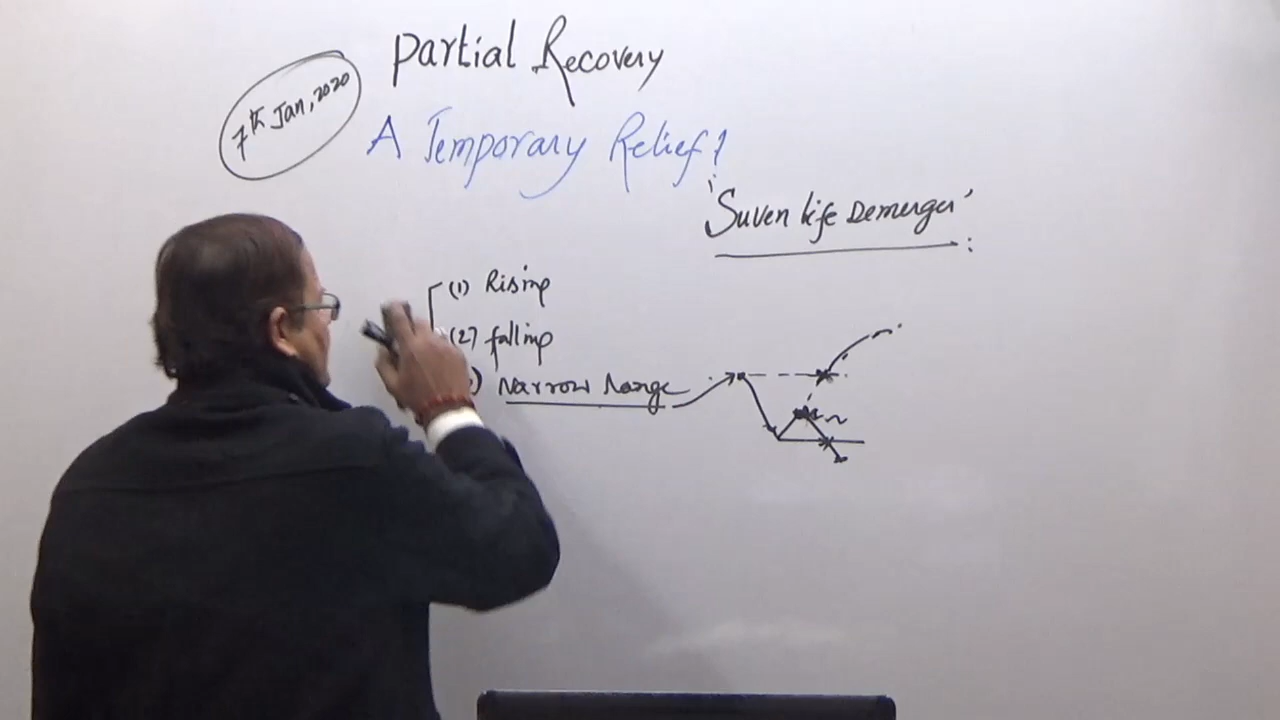 Partial Recovery
7th Jan, 2020
A Temporary Relief?
'Suven life Demerger' :
(1) Rising
(2) falling
) Narrow Range